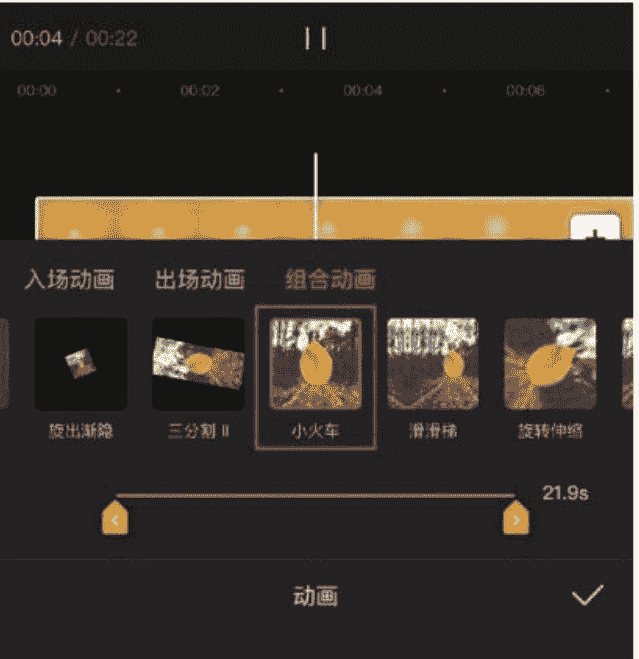 00:04 / 00:22
00:00 00:02 00:04 00:06
入场动画 出场动画 组合动画
旋出渐隐 三分割 II 小火车 滑滑梯 旋转伸缩
21.9s
动画